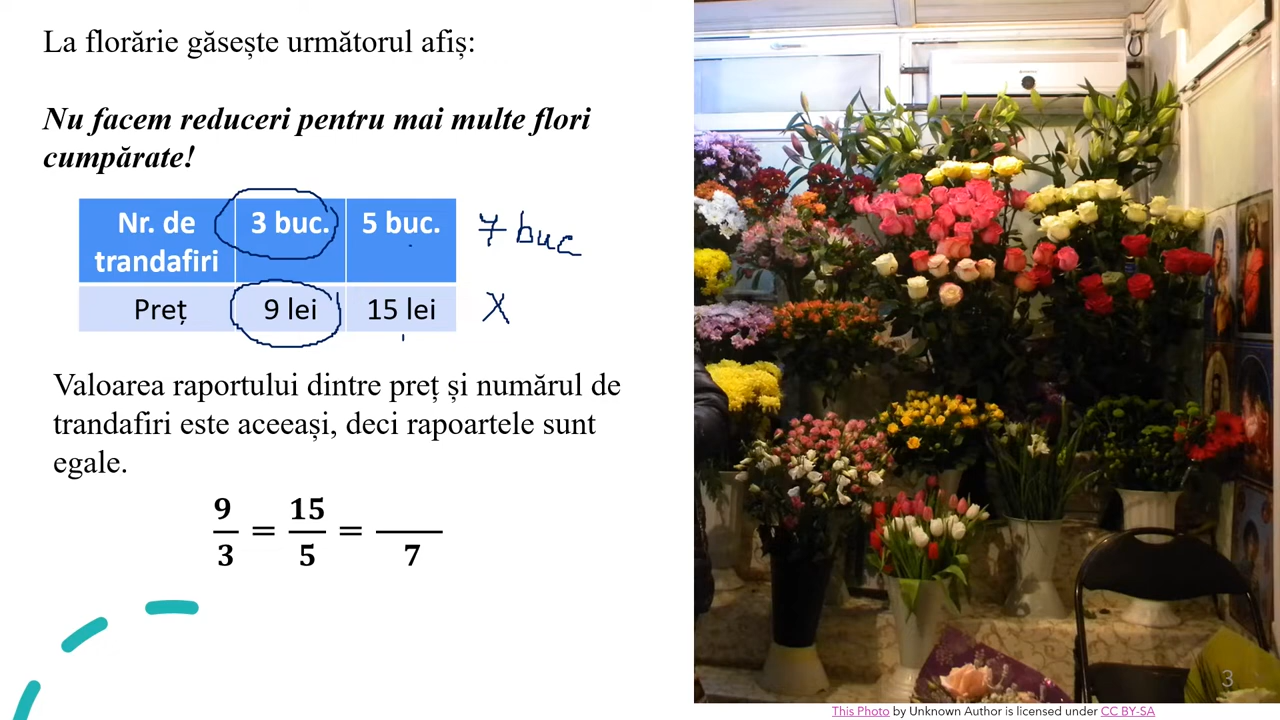 La florărie găsește următorul afiș:
Nu facem reduceri pentru mai multe flori
cumpărate!
Nr. de trandafiri 3 buc. 5 buc. 7 buc
Preț 9 lei 15 lei X
Valoarea raportului dintre preț și numărul de
trandafiri este aceeași, deci rapoartele sunt
egale.
9/3 = 15/5 = __/7
3
This Photo by Unknown Author is licensed under CC BY-SA